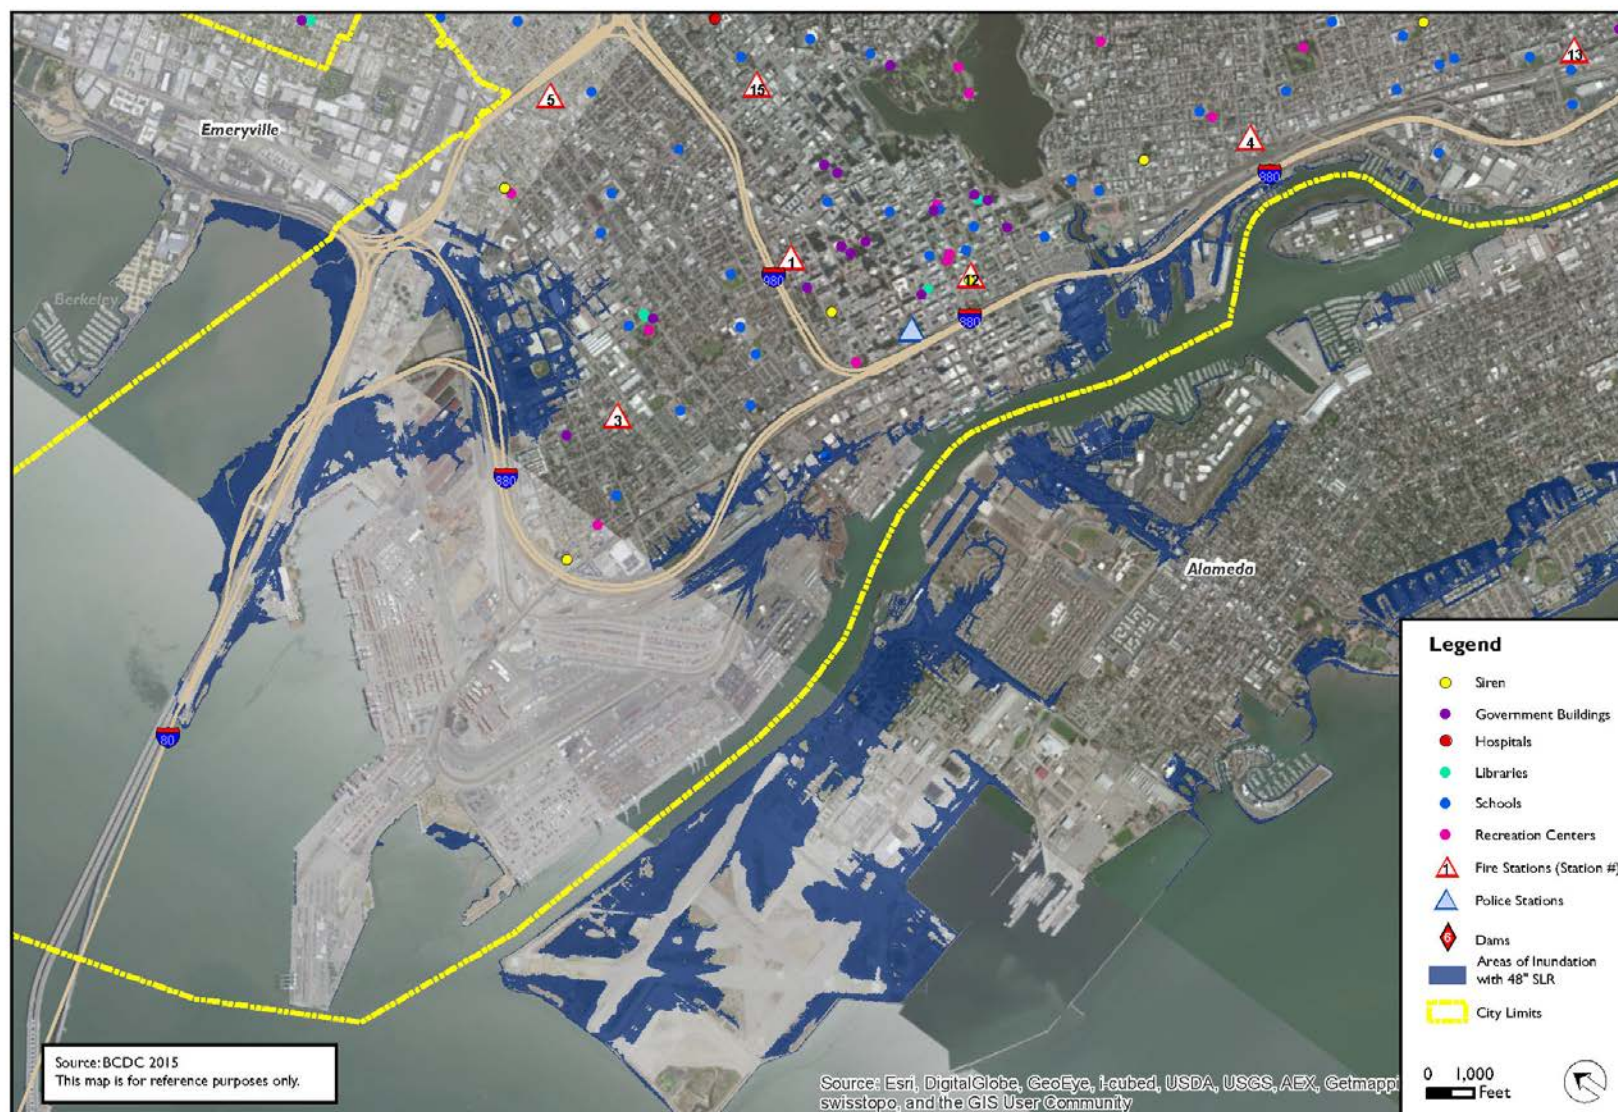 13
5
15
Emeryville
4
880
1
980
12
880
Berkeley
3
880
Alameda
80
Legend
Siren
Government Buildings
Hospitals
Libraries
Schools
Recreation Centers
1 Fire Stations (Station #)
Police Stations
6 Dams
Areas of Inundation
with 48" SLR
City Limits
0 1,000
Feet
Source: BCDC 2015
This map is for reference purposes only.
Source: Esri, DigitalGlobe, GeoEye, i-cubed, USDA, USGS, AEX, Getmappi
swisstopo, and the GIS User Community